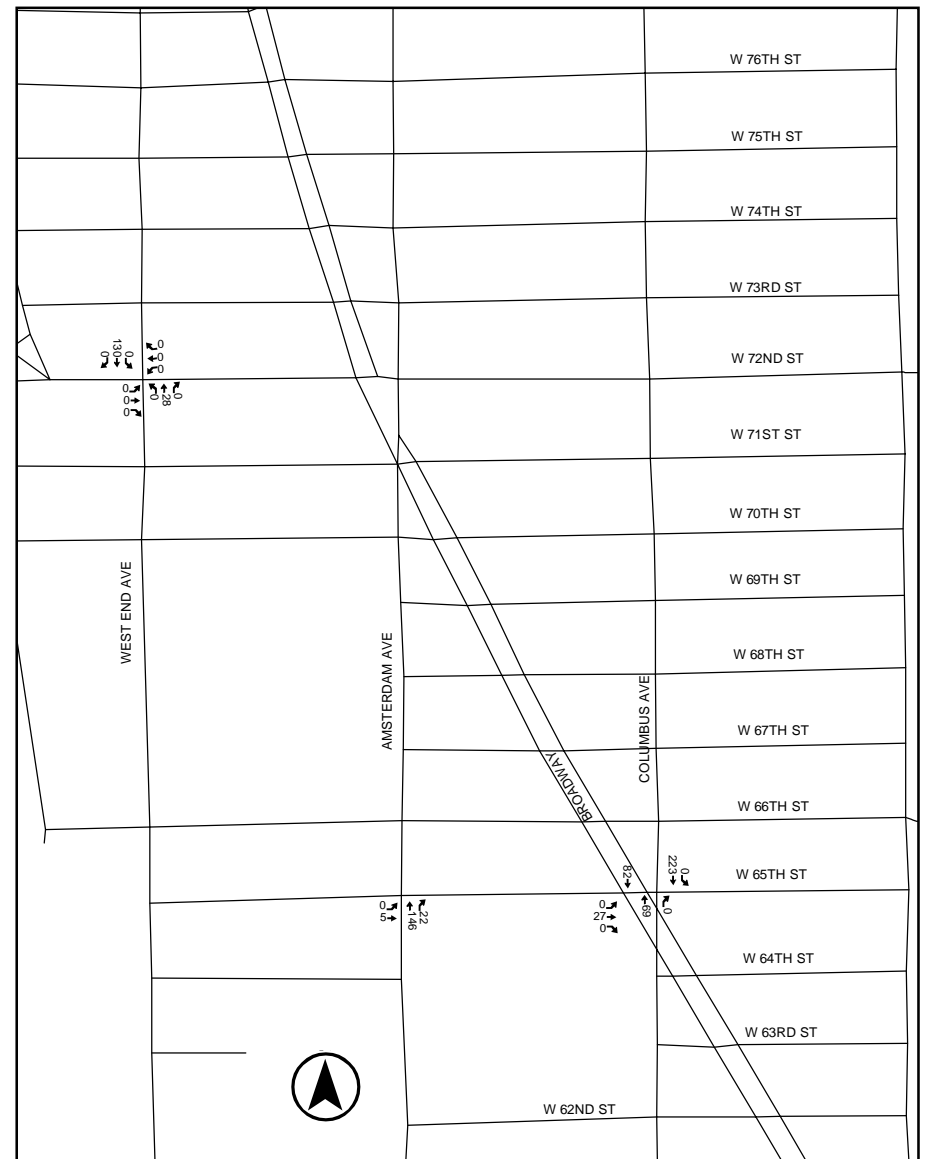 W 76TH ST
W 75TH ST
W 74TH ST
W 73RD ST
130
0
0
0
0
0
W 72ND ST
0
0
0
0
28
0
W 71ST ST
W 70TH ST
WEST END AVE
W 69TH ST
AMSTERDAM AVE
W 68TH ST
COLUMBUS AVE
W 67TH ST
BROADWAY
W 66TH ST
82
223
0
W 65TH ST
0
5
146
22
0
27
0
69
0
W 64TH ST
W 63RD ST
W 62ND ST